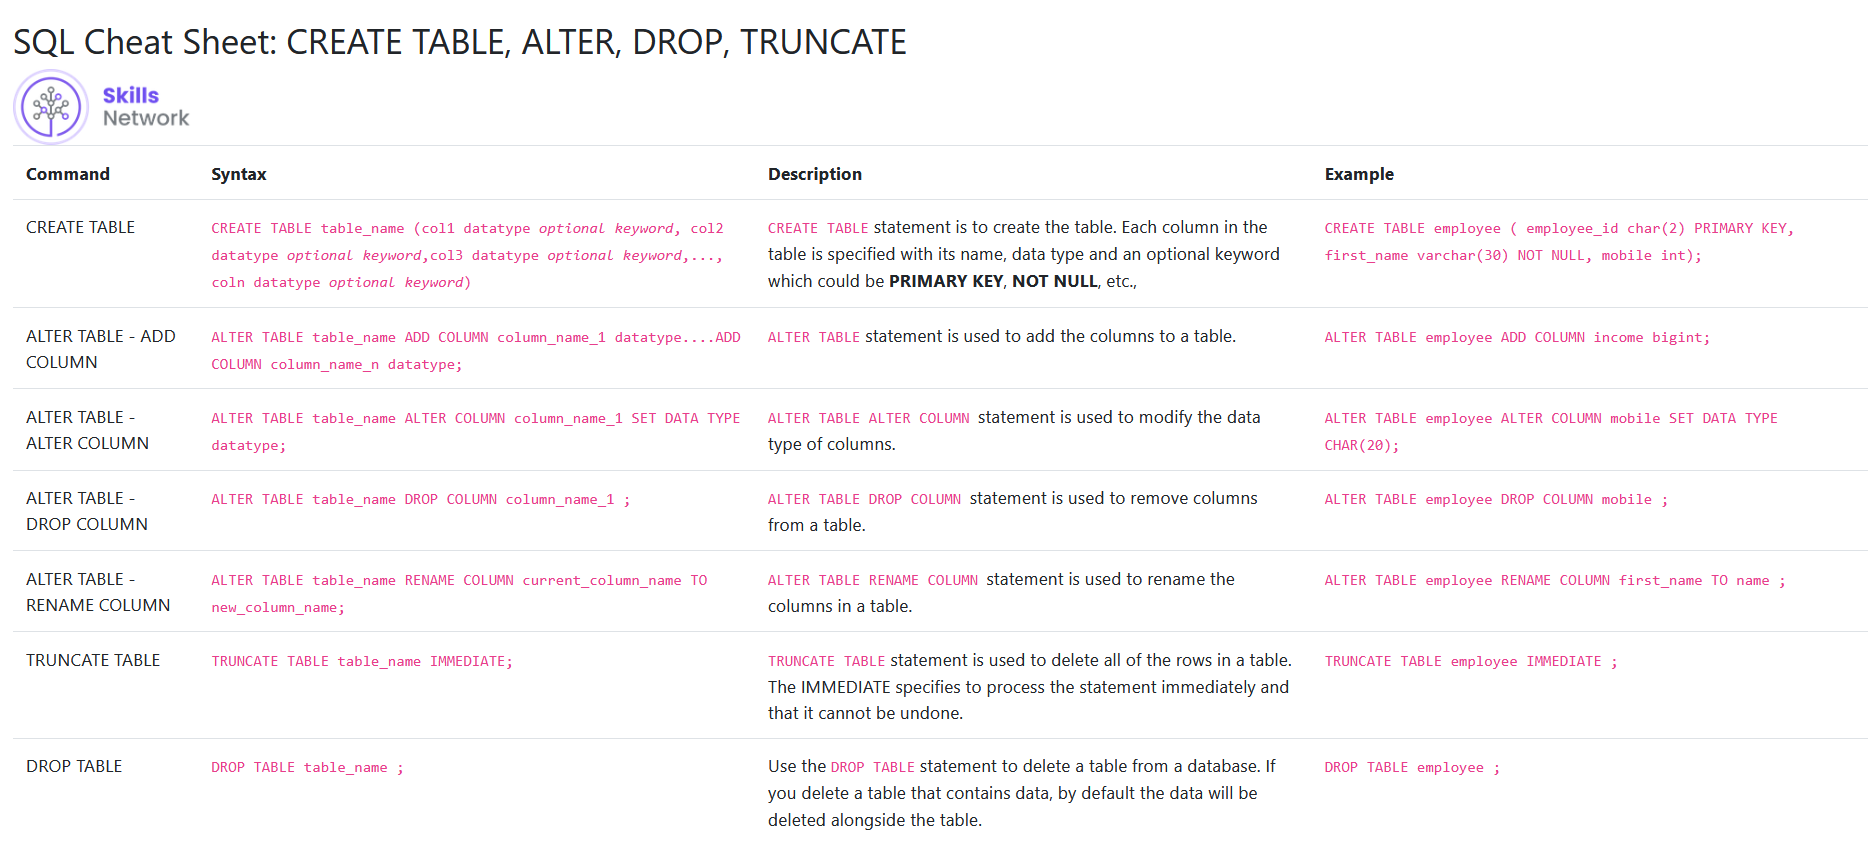 SQL Cheat Sheet: CREATE TABLE, ALTER, DROP, TRUNCATE
Skills
Network
Command Syntax Description Example
CREATE TABLE
CREATE TABLE table_name (col1 datatype optional keyword, col2
datatype optional keyword,col3 datatype optional keyword,...,
coln datatype optional keyword)
CREATE TABLE statement is to create the table. Each column in the
table is specified with its name, data type and an optional keyword
which could be PRIMARY KEY, NOT NULL, etc.,
CREATE TABLE employee ( employee_id char(2) PRIMARY KEY,
first_name varchar(30) NOT NULL, mobile int);
ALTER TABLE - ADD
COLUMN
ALTER TABLE table_name ADD COLUMN column_name_1 datatype....ADD
COLUMN column_name_n datatype;
ALTER TABLE statement is used to add the columns to a table.
ALTER TABLE employee ADD COLUMN income bigint;
ALTER TABLE -
ALTER COLUMN
ALTER TABLE table_name ALTER COLUMN column_name_1 SET DATA TYPE
datatype;
ALTER TABLE ALTER COLUMN statement is used to modify the data
type of columns.
ALTER TABLE employee ALTER COLUMN mobile SET DATA TYPE
CHAR(20);
ALTER TABLE -
DROP COLUMN
ALTER TABLE table_name DROP COLUMN column_name_1 ;
ALTER TABLE DROP COLUMN statement is used to remove columns
from a table.
ALTER TABLE employee DROP COLUMN mobile ;
ALTER TABLE -
RENAME COLUMN
ALTER TABLE table_name RENAME COLUMN current_column_name TO
new_column_name;
ALTER TABLE RENAME COLUMN statement is used to rename the
columns in a table.
ALTER TABLE employee RENAME COLUMN first_name TO name ;
TRUNCATE TABLE
TRUNCATE TABLE table_name IMMEDIATE;
TRUNCATE TABLE statement is used to delete all of the rows in a table.
The IMMEDIATE specifies to process the statement immediately and
that it cannot be undone.
TRUNCATE TABLE employee IMMEDIATE ;
DROP TABLE
DROP TABLE table_name ;
Use the DROP TABLE statement to delete a table from a database. If
you delete a table that contains data, by default the data will be
deleted alongside the table.
DROP TABLE employee ;